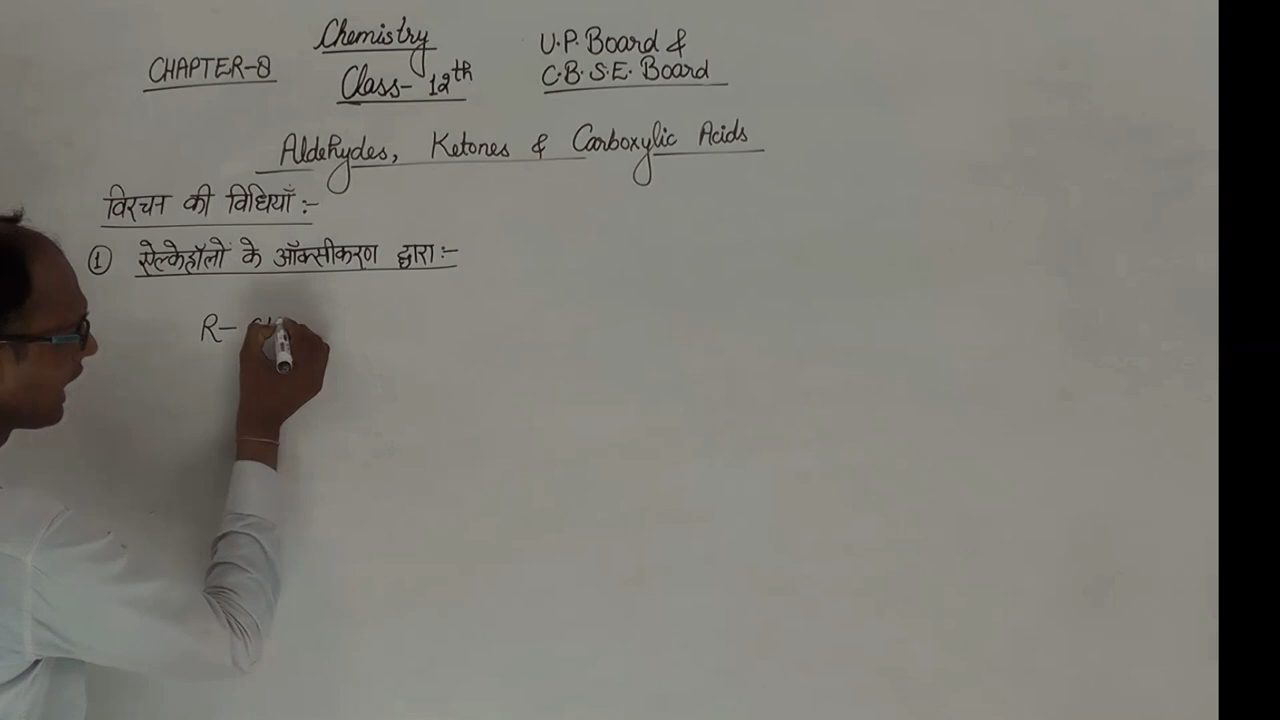 Chemistry
CHAPTER-8
Class- 12th
U.P. Board &
C.B.S.E. Board
Aldehydes, Ketones & Carboxylic Acids
विरचन की विधियाँ :-
① ऐल्केहॉलों के ऑक्सीकरण द्वारा :-
R-